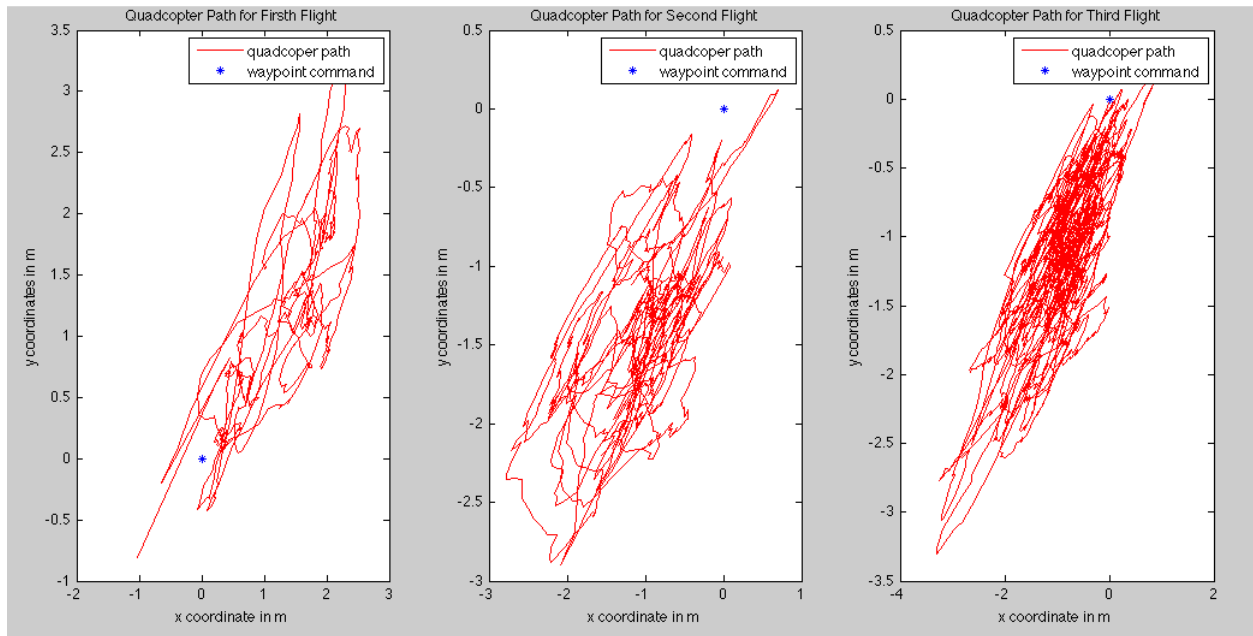 Quadcopter Path for Firsth Flight
3.5
3
2.5
2
1.5
1
0.5
0
-0.5
-1
-2
-1
0
1
2
3
x coordinate in m
y coordinates in m
quadcoper path
waypoint command
Quadcopter Path for Second Flight
0.5
0
-0.5
-1
-1.5
-2
-2.5
-3
-3
-2
-1
0
1
x coordinate in m
y coordinates in m
quadcoper path
waypoint command
Quadcopter Path for Third Flight
0.5
0
-0.5
-1
-1.5
-2
-2.5
-3
-3.5
-4
-2
0
2
x coordinate in m
y coordinates in m
quadcoper path
waypoint command